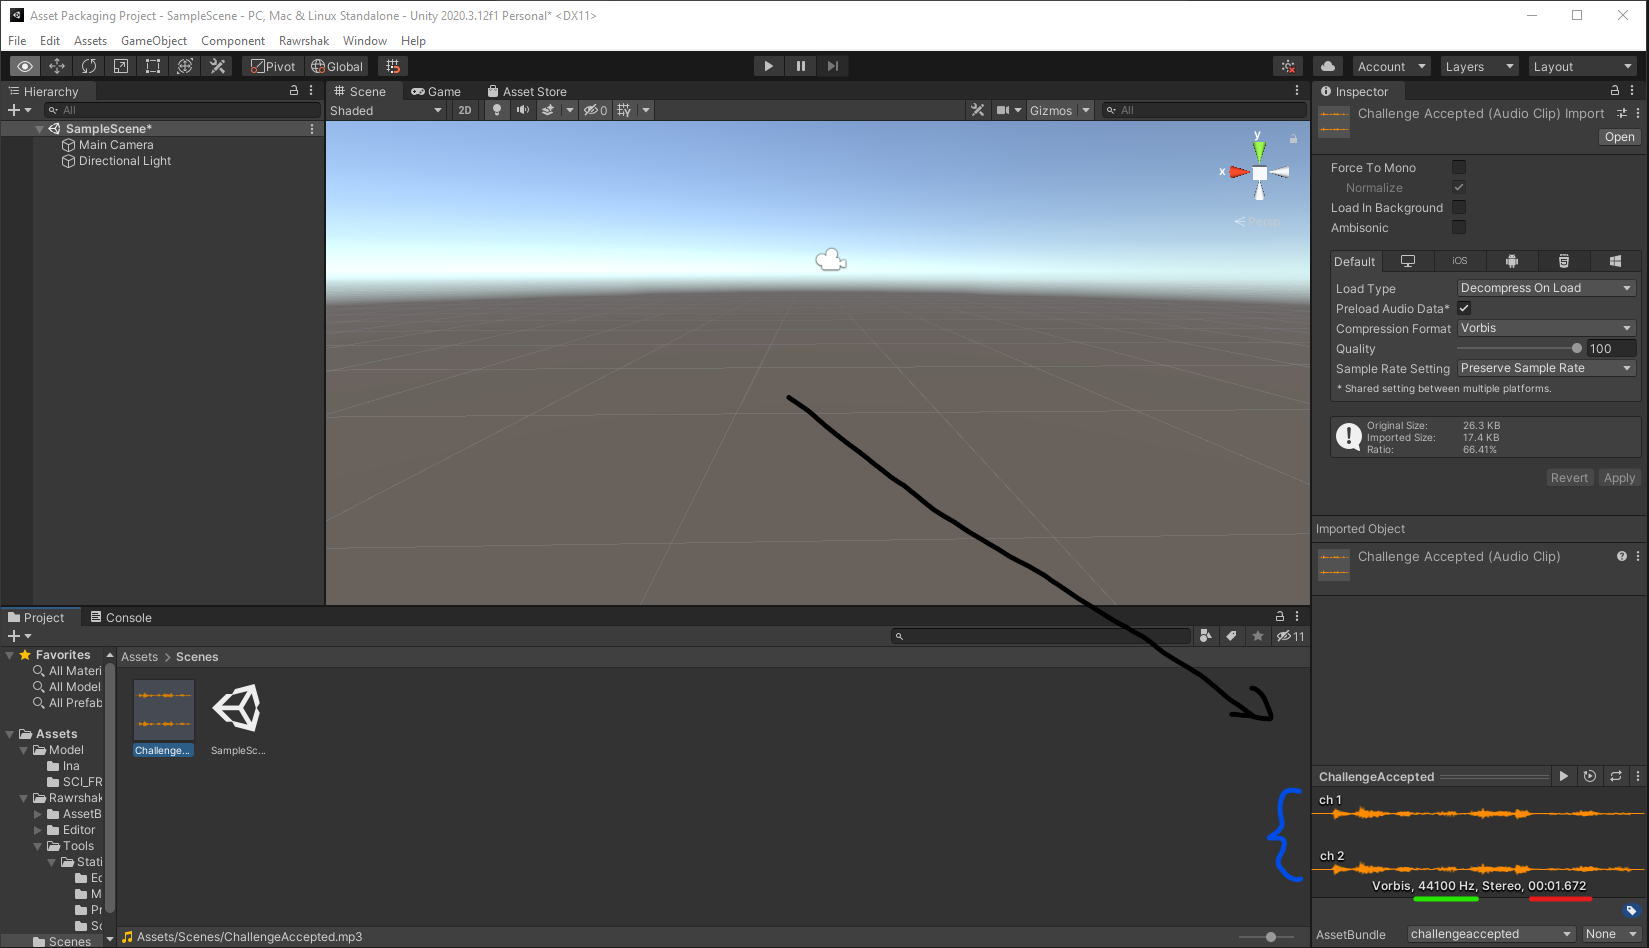 Asset Packaging Project - SampleScene - PC, Mac & Linux Standalone - Unity 2020.3.12f1 Personal* <DX11>
File Edit Assets GameObject Component Rawrshak Window Help
Pivot Global Account Layers Layout
Hierarchy
All
SampleScene*
Main Camera
Directional Light
Scene Game Asset Store
Shaded 2D 0 Gizmos All
y
x
Persp
Inspector
Challenge Accepted (Audio Clip) Import
Open
Force To Mono
Normalize
Load In Background
Ambisonic
Default iOS
Load Type Decompress On Load
Preload Audio Data*
Compression Format Vorbis
Quality 100
Sample Rate Setting Preserve Sample Rate
* Shared setting between multiple platforms.
Original Size: 26.3 KB
Imported Size: 17.4 KB
Ratio: 66.41%
Revert Apply
Imported Object
Challenge Accepted (Audio Clip)
Project Console
11
Favorites
All Materi
All Model
All Prefab
Assets
Model
Ina
SCI_FR
Rawrshak
AssetB
Editor
Tools
Stati
Ec
M
Pr
Sc
Scenes
Assets > Scenes
Challenge... SampleSc...
Assets/Scenes/ChallengeAccepted.mp3
ChallengeAccepted
ch 1
ch 2
Vorbis, 44100 Hz, Stereo, 00:01.672
AssetBundle challengeaccepted None